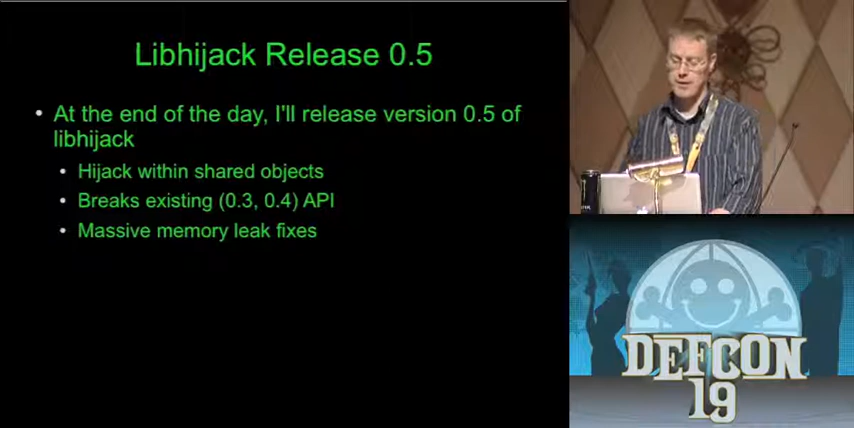 Libhijack Release 0.5
• At the end of the day, I'll release version 0.5 of
libhijack
• Hijack within shared objects
• Breaks existing (0.3, 0.4) API
• Massive memory leak fixes
DEFCON
19